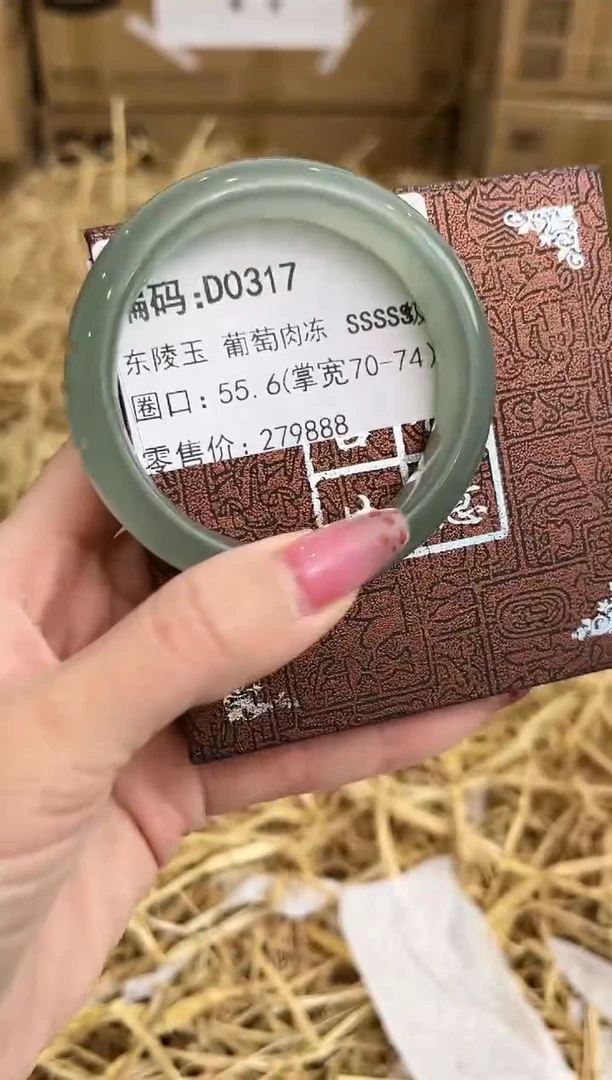 编码:D0317
东陵玉 葡萄肉冻 SSSSS级
圈口: 55.6(掌宽70-74)
零售价: 279888